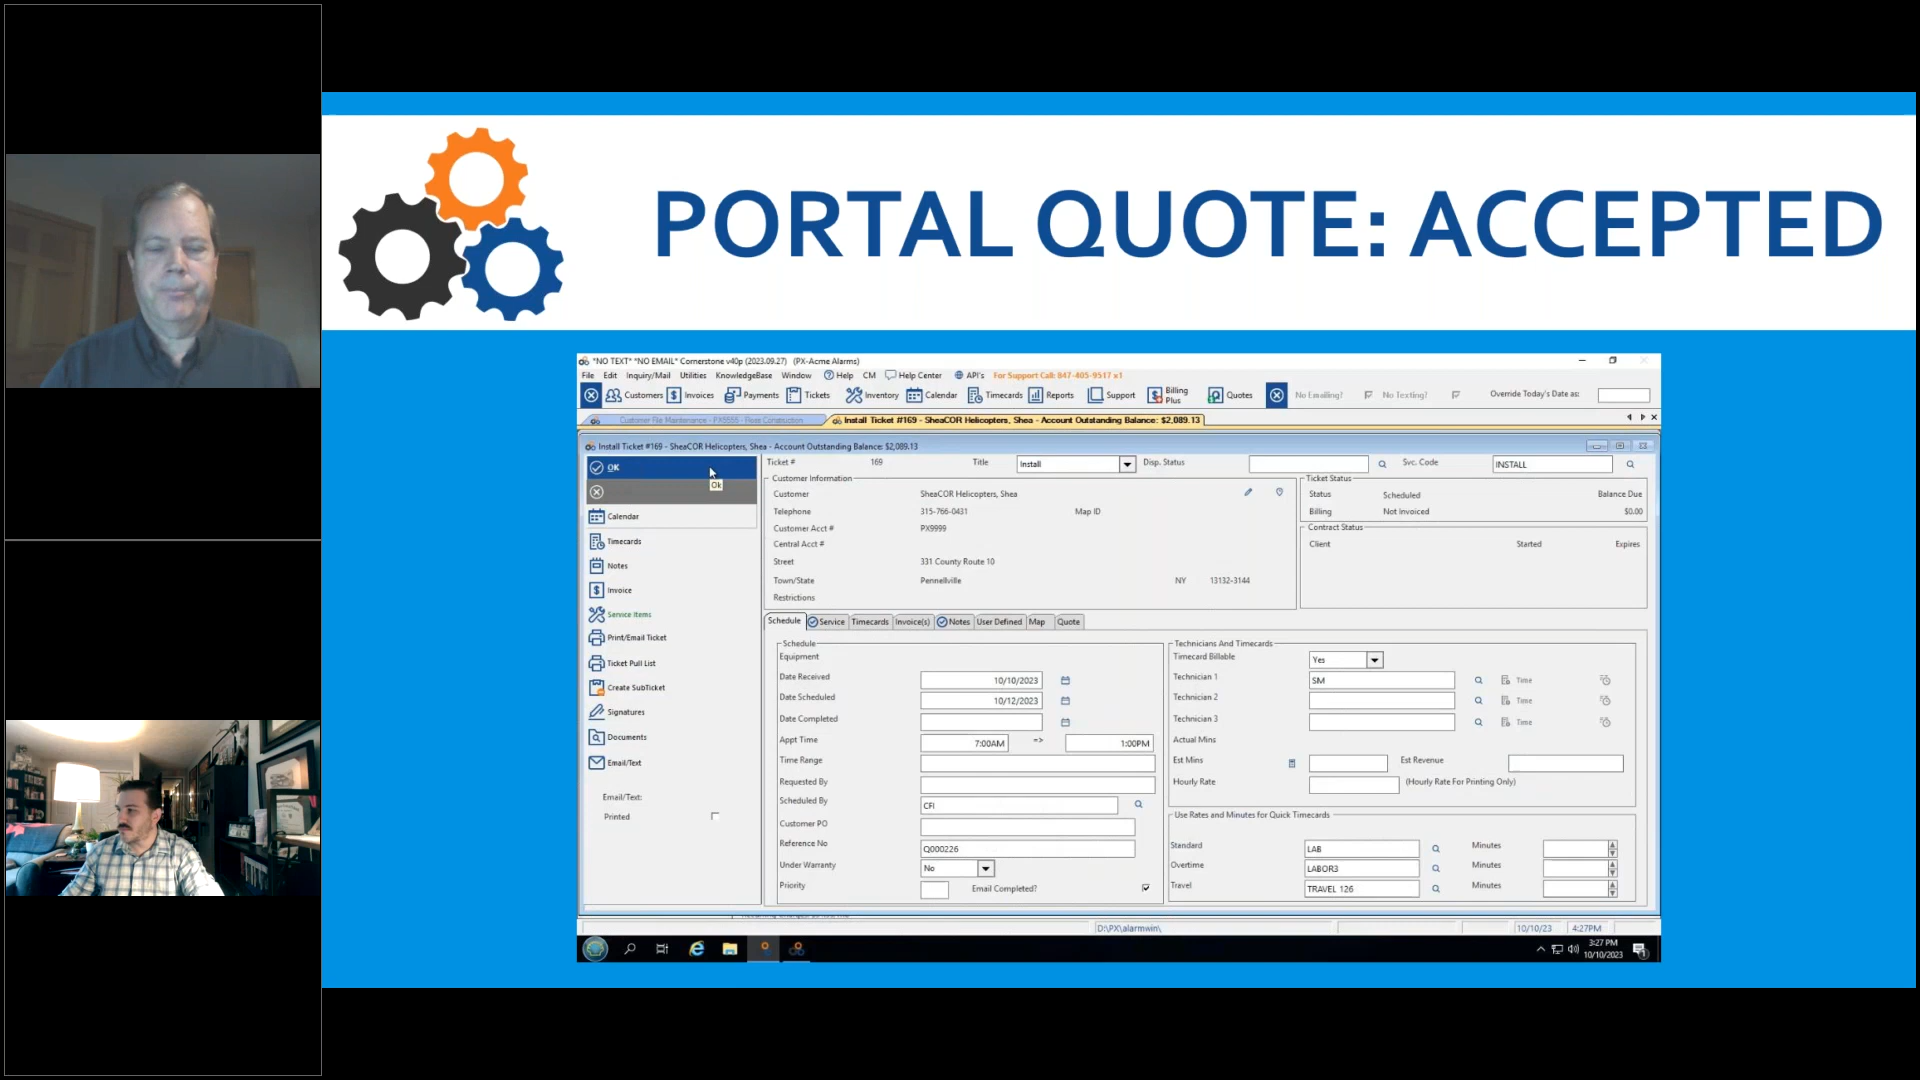 PORTAL QUOTE: ACCEPTED
*NO TEXT* *NO EMAIL* Cornerstone v40p (2023.09.27) (PX-Acme Alarms)
File Edit Inquiry/Mail Utilities KnowledgeBase Window Help CM Help Center API's For Support Call: 847-405-9517 x1
Customers Invoices Payments Tickets Inventory Calendar Timecards Reports Support Billing Plus Quotes No Emailing? No Texting? Override Today's Date as:
Customer File Maintenance - PX5555 - Rose Construction Install Ticket #169 - SheaCOR Helicopters, Shea - Account Outstanding Balance: $2,089.13
Install Ticket #169 - SheaCOR Helicopters, Shea - Account Outstanding Balance: $2,089.13
OK
Ok
Calendar
Timecards
Notes
Invoice
Service Items
Print/Email Ticket
Ticket Pull List
Create SubTicket
Signatures
Documents
Email/Text
Email/Text:
Printed
Ticket # 169 Title Install Disp. Status Svc. Code INSTALL
Customer Information
Customer SheaCOR Helicopters, Shea
Telephone 315-766-0431 Map ID
Customer Acct # PX9999
Central Acct #
Street 331 County Route 10
Town/State Pennellville NY 13132-3144
Restrictions
Ticket Status
Status Scheduled Balance Due
Billing Not Invoiced $0.00
Contract Status
Client Started Expires
Schedule Service Timecards Invoice(s) Notes User Defined Map Quote
Schedule
Equipment
Date Received 10/10/2023
Date Scheduled 10/12/2023
Date Completed
Appt Time 7:00AM => 1:00PM
Time Range
Requested By
Scheduled By CFI
Customer PO
Reference No Q000226
Under Warranty No
Priority Email Completed?
Technicians And Timecards
Timecard Billable Yes
Technician 1 SM Time
Technician 2 Time
Technician 3 Time
Actual Mins
Est Mins Est Revenue
Hourly Rate (Hourly Rate For Printing Only)
Use Rates and Minutes for Quick Timecards
Standard LAB Minutes
Overtime LABOR3 Minutes
Travel TRAVEL 126 Minutes
D:\PX\alarmwin\ 10/10/23 4:27PM
3:27 PM
10/10/2023